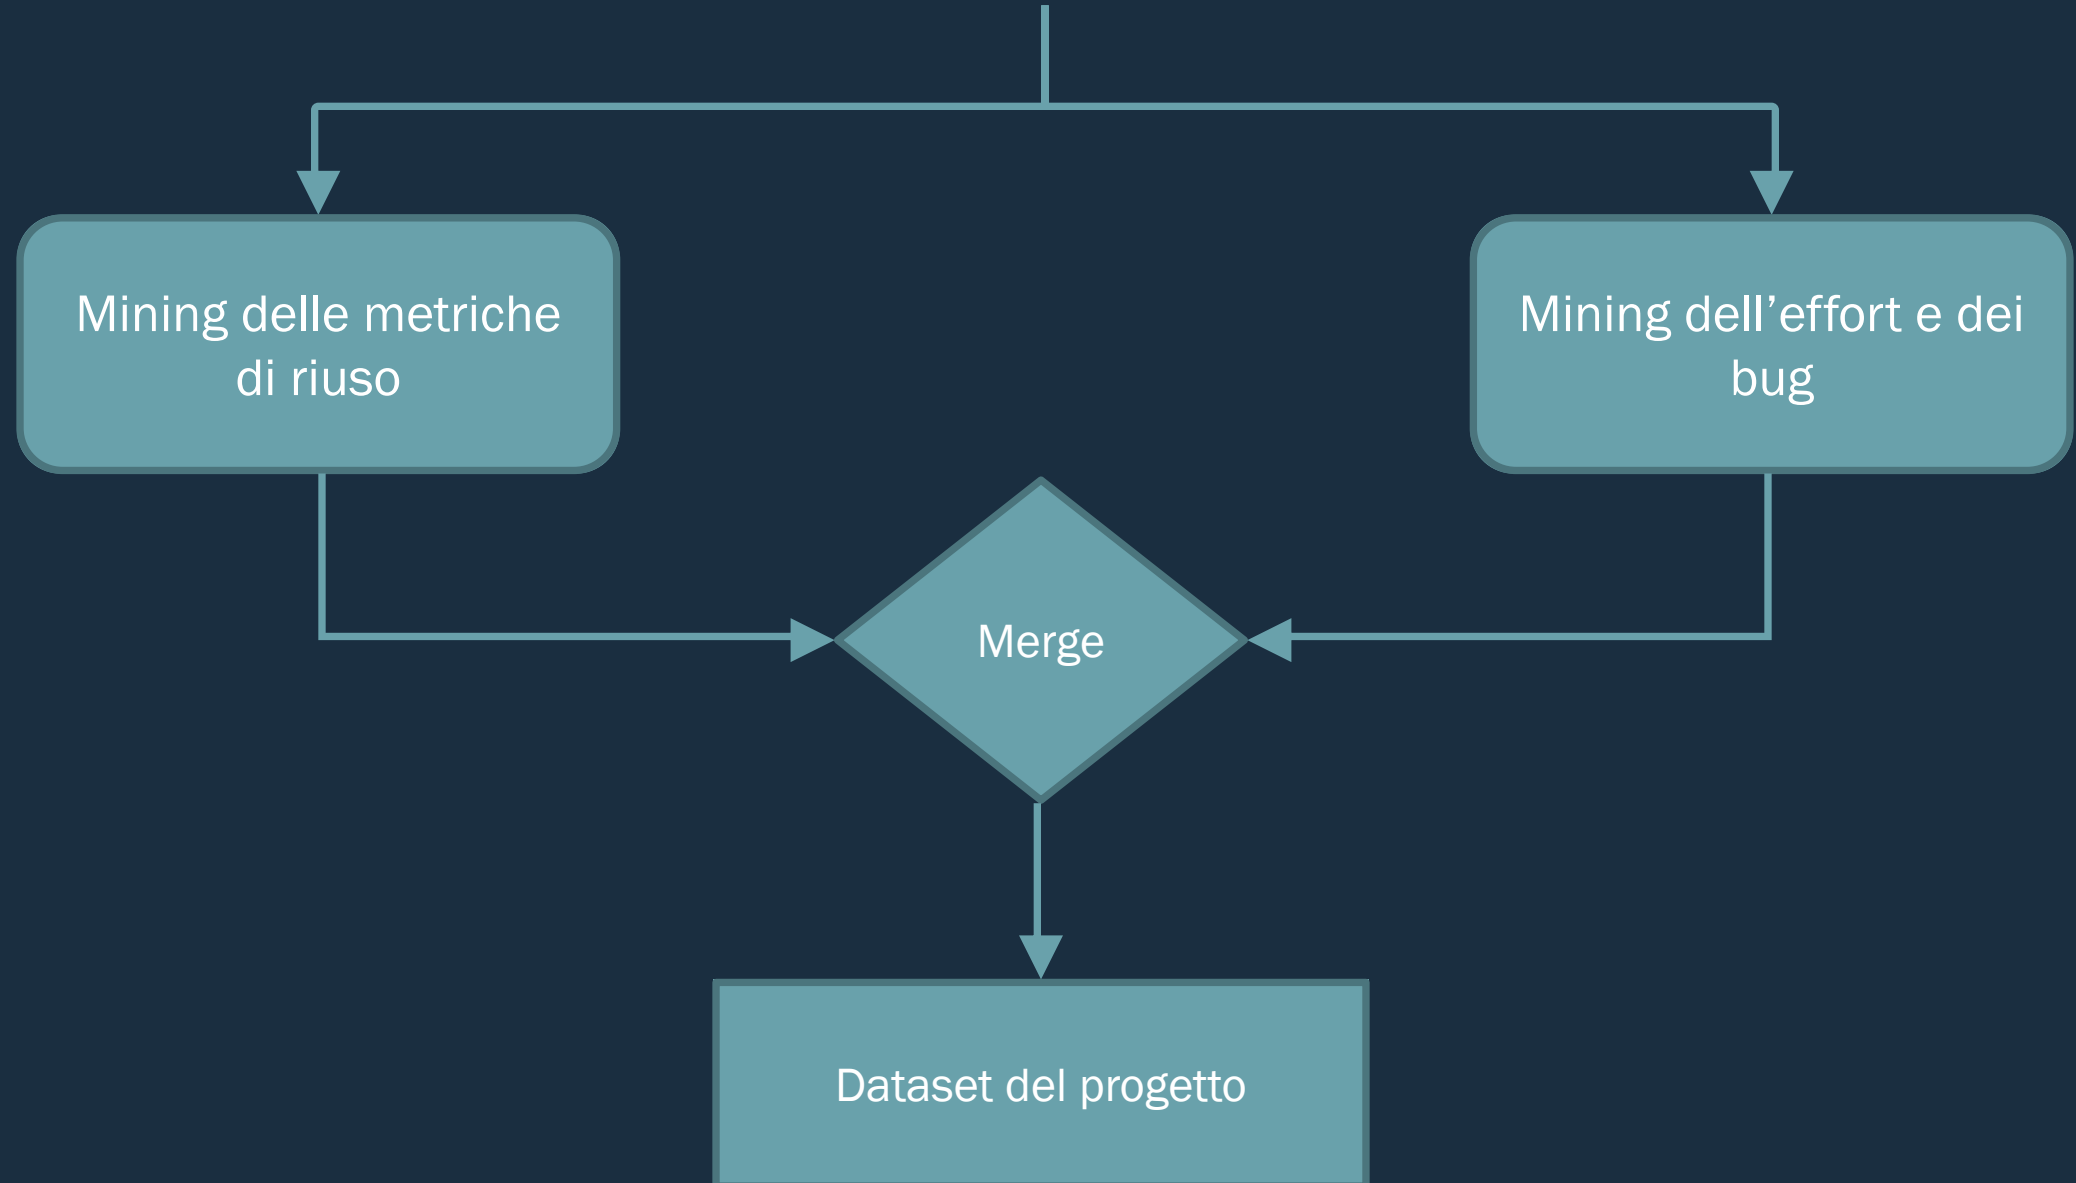 Mining delle metriche
di riuso
Mining dell’effort e dei
bug
Merge
Dataset del progetto